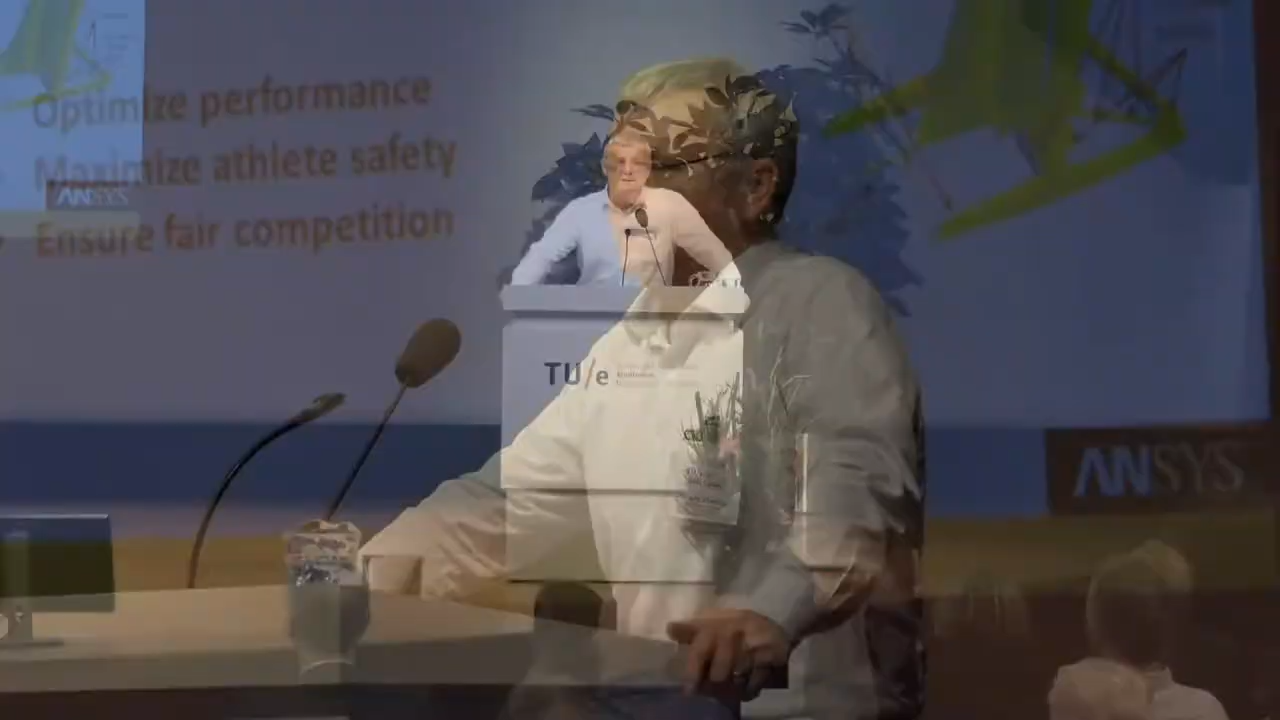 Optimize performance
Maximize athlete safety
Ensure fair competition
ANSYS
TU/e
ANSYS